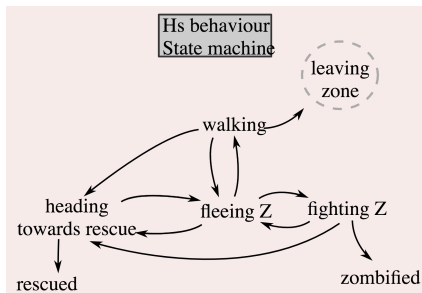 Hs behaviour
State machine
leaving
zone
walking
heading
towards rescue
fleeing Z
fighting Z
rescued
zombified